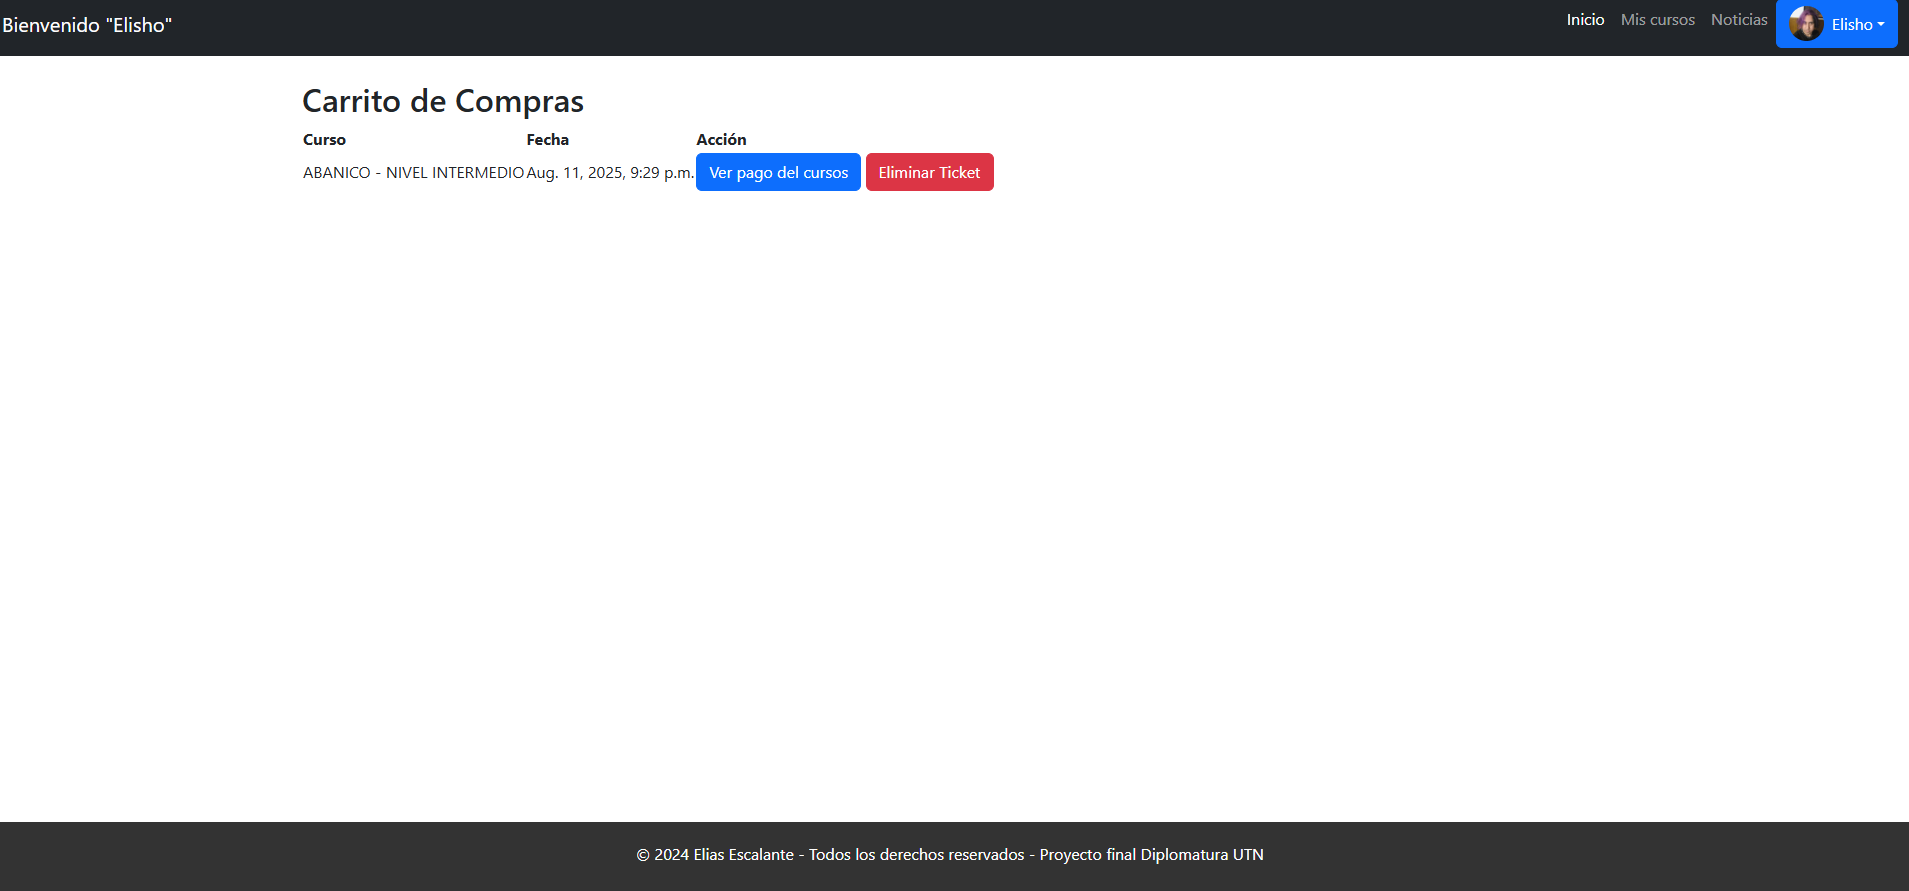 Bienvenido "Elisho"
Inicio Mis cursos Noticias Elisho
Carrito de Compras
Curso Fecha Acción
ABANICO - NIVEL INTERMEDIO Aug. 11, 2025, 9:29 p.m. Ver pago del cursos Eliminar Ticket
© 2024 Elias Escalante - Todos los derechos reservados - Proyecto final Diplomatura UTN